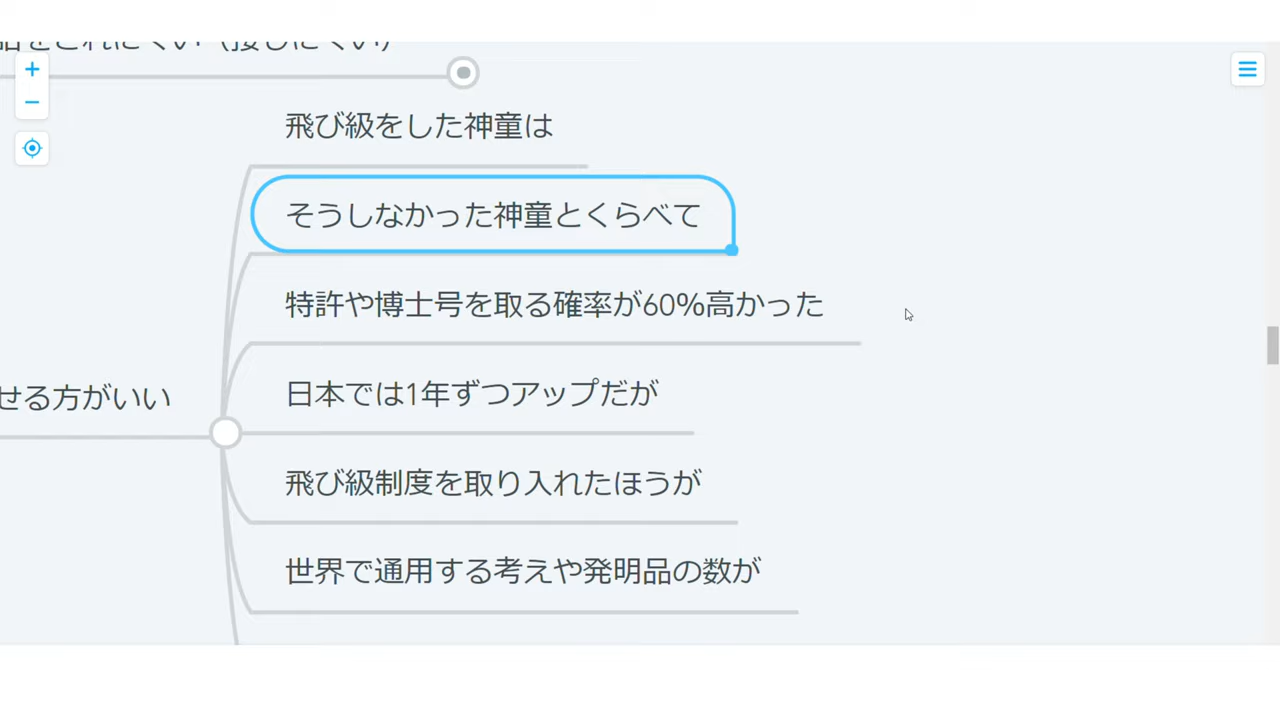 飛び級をした神童は
そうしなかった神童とくらべて
特許や博士号を取る確率が60%高かった
日本では1年ずつアップだが
せる方がいい
飛び級制度を取り入れたほうが
世界で通用する考えや発明品の数が